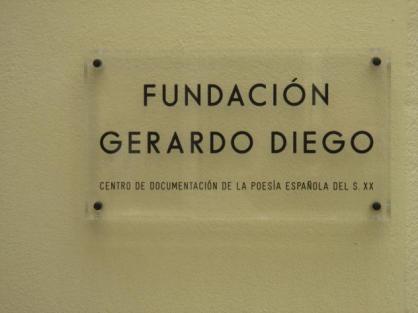 FUNDACIÓN
GERARDO DIEGO
CENTRO DE DOCUMENTACIÓN DE LA POESÍA ESPAÑOLA DEL S. XX